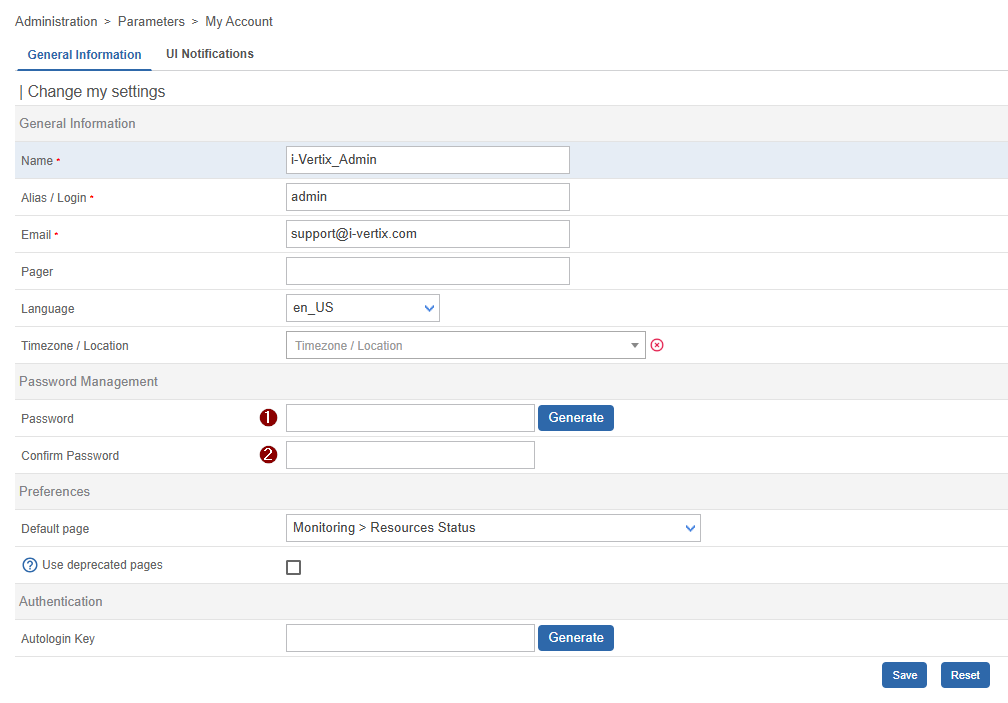 Administration > Parameters > My Account
General Information UI Notifications
| Change my settings
General Information
Name * i-Vertix_Admin
Alias / Login * admin
Email * support@i-vertix.com
Pager
Language en_US
Timezone / Location Timezone / Location
Password Management
Password 1 Generate
Confirm Password 2
Preferences
Default page Monitoring > Resources Status
? Use deprecated pages
Authentication
Autologin Key Generate
Save Reset